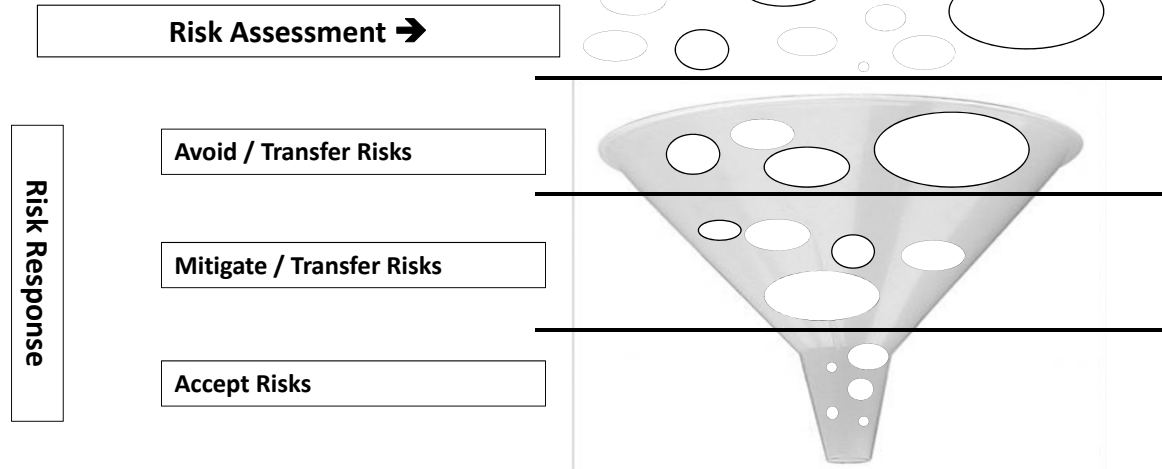 Risk Assessment ➔
Risk Response
Avoid / Transfer Risks
Mitigate / Transfer Risks
Accept Risks